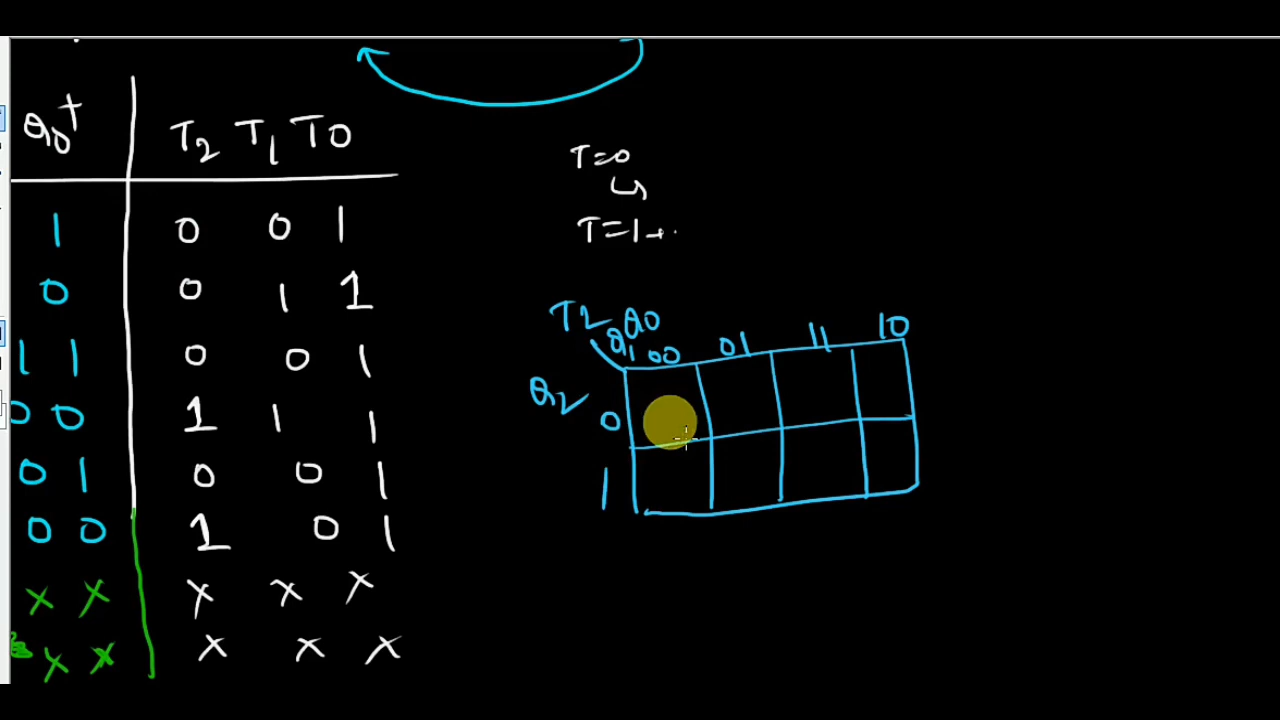 Q0+ T2 T1 T0
1 0 0 1
0 0 1 1
1 1 0 0 1
0 0 1 1 1
0 1 0 0 1
0 0 1 0 1
x x x x x
x x x x x
T=0
T=1
T2
Q1 Q0
00 01 11 10
Q2
0
1